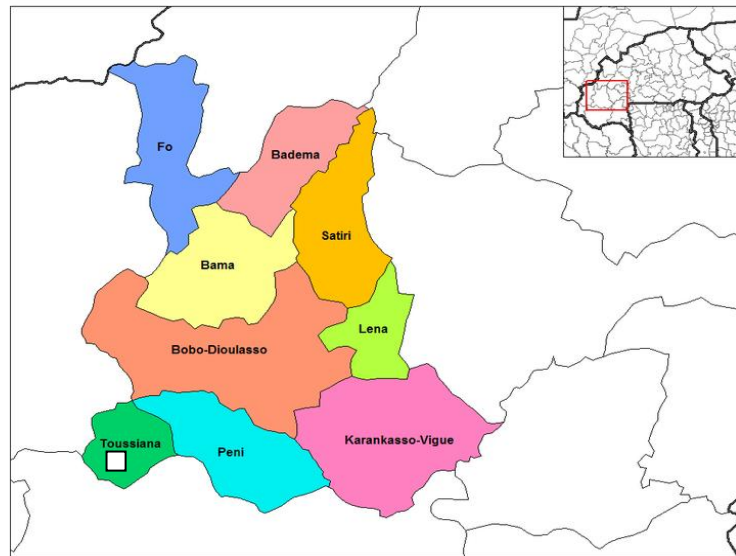 Fo
Badema
Satiri
Bama
Lena
Bobo-Dioulasso
Toussiana
Peni
Karankasso-Vigue